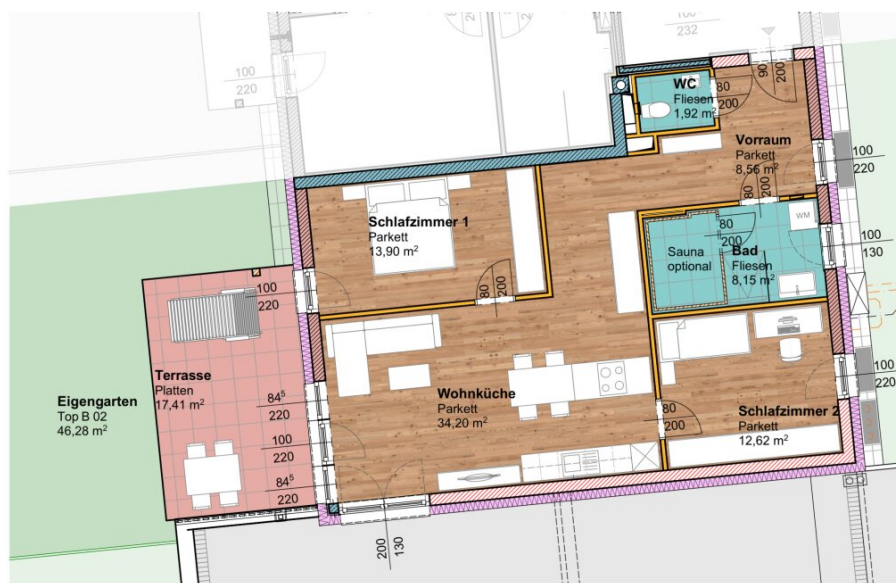 100
232
90
200
200
200
100
220
WC
Fliesen
1,92 m²
80
200
Vorraum
Parkett
8,56 m²
100
220
80
200
Schlafzimmer 1
Parkett
13,90 m²
80
200
WM
Sauna
optional
80
200
Bad
Fliesen
8,15 m²
100
130
100
220
Terrasse
Platten
17,41 m²
Eigengarten
Top B 02
46,28 m²
84⁵
220
100
220
84⁵
220
Wohnküche
Parkett
34,20 m²
80
200
Schlafzimmer 2
Parkett
12,62 m²
100
220
200
130